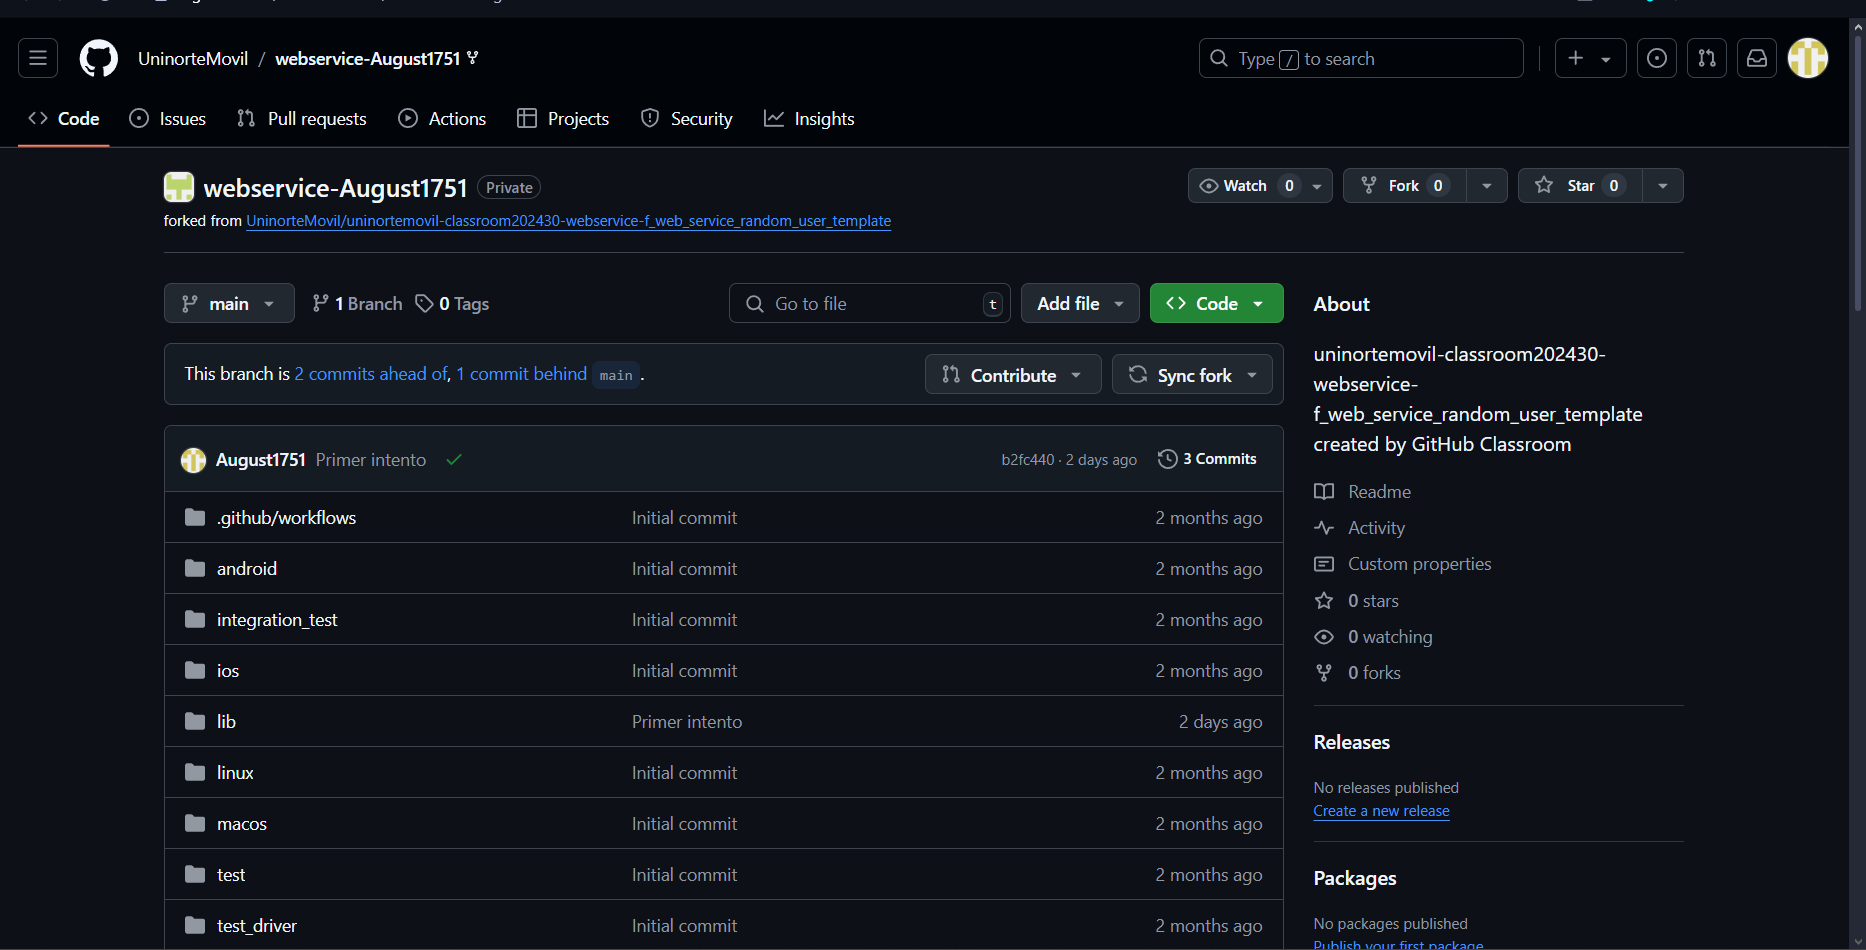 UninorteMovil / webservice-August1751
Type / to search
Code Issues Pull requests Actions Projects Security Insights
webservice-August1751 Private
Watch 0 Fork 0 Star 0
forked from UninorteMovil/uninortemovil-classroom202430-webservice-f_web_service_random_user_template
main 1 Branch 0 Tags
Go to file t Add file Code
This branch is 2 commits ahead of, 1 commit behind main .
Contribute Sync fork
August1751 Primer intento b2fc440 · 2 days ago 3 Commits
.github/workflows Initial commit 2 months ago
android Initial commit 2 months ago
integration_test Initial commit 2 months ago
ios Initial commit 2 months ago
lib Primer intento 2 days ago
linux Initial commit 2 months ago
macos Initial commit 2 months ago
test Initial commit 2 months ago
test_driver Initial commit 2 months ago
About
uninortemovil-classroom202430-
webservice-
f_web_service_random_user_template
created by GitHub Classroom
Readme
Activity
Custom properties
0 stars
0 watching
0 forks
Releases
No releases published
Create a new release
Packages
No packages published
Publish your first package